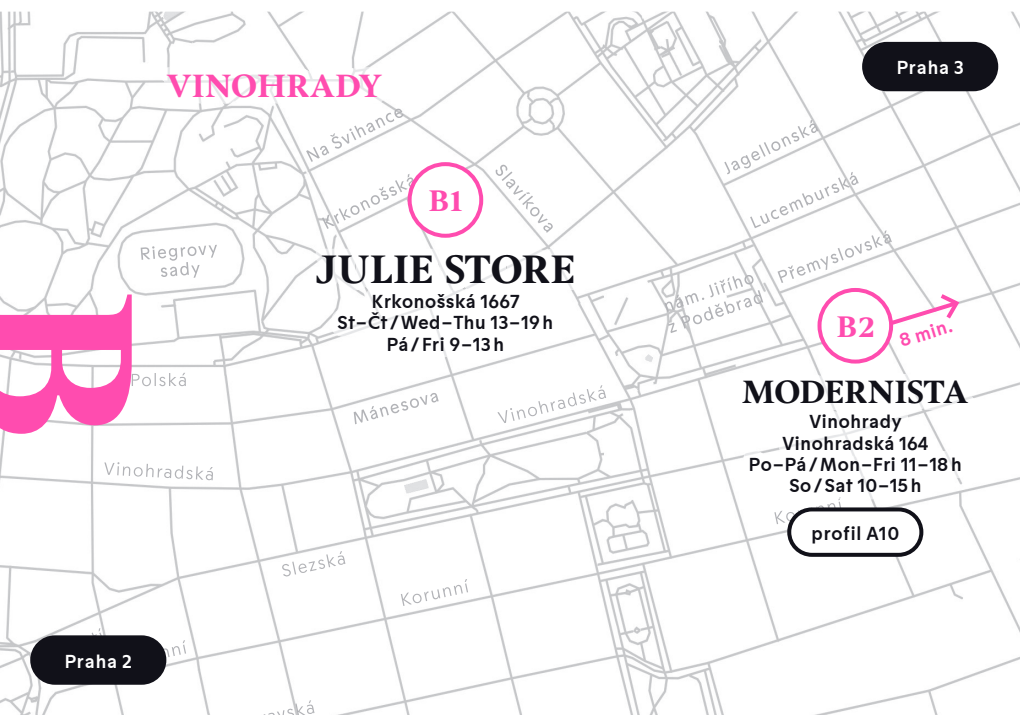 VINOHRADY
Praha 3
Na Švihance
Jagellonská
Krkonošská
B1
Slavíkova
Lucemburská
Riegrovy
sady
Přemyslovská
JULIE STORE
Krkonošská 1667
St–Čt / Wed–Thu 13–19 h
Pá / Fri 9–13 h
nám. Jiřího
z Poděbrad
B2
8 min.
B
Polská
Mánesova
Vinohradská
MODERNISTA
Vinohrady
Vinohradská 164
Po–Pá / Mon–Fri 11–18 h
So / Sat 10–15 h
Vinohradská
profil A10
Slezská
Korunní
Praha 2